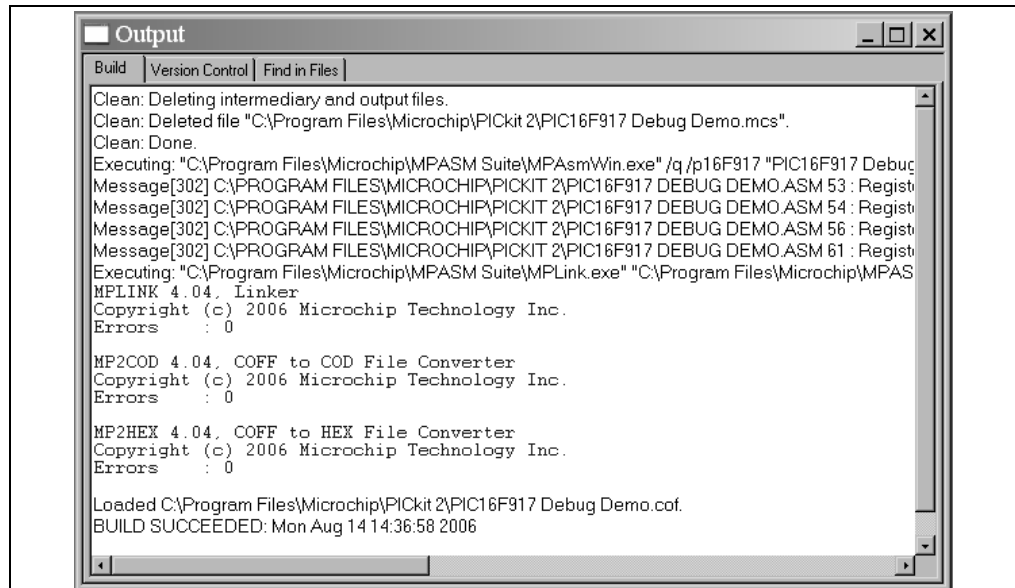 Output
Build Version Control Find in Files
Clean: Deleting intermediary and output files.
Clean: Deleted file "C:\Program Files\Microchip\PICkit 2\PIC16F917 Debug Demo.mcs".
Clean: Done.
Executing: "C:\Program Files\Microchip\MPASM Suite\MPAsmWin.exe" /q /p16F917 "PIC16F917 Debug
Message[302] C:\PROGRAM FILES\MICROCHIP\PICKIT 2\PIC16F917 DEBUG DEMO.ASM 53 : Regist
Message[302] C:\PROGRAM FILES\MICROCHIP\PICKIT 2\PIC16F917 DEBUG DEMO.ASM 54 : Regist
Message[302] C:\PROGRAM FILES\MICROCHIP\PICKIT 2\PIC16F917 DEBUG DEMO.ASM 56 : Regist
Message[302] C:\PROGRAM FILES\MICROCHIP\PICKIT 2\PIC16F917 DEBUG DEMO.ASM 61 : Regist
Executing: "C:\Program Files\Microchip\MPASM Suite\MPLink.exe" "C:\Program Files\Microchip\MPAS
MPLINK 4.04, Linker
Copyright (c) 2006 Microchip Technology Inc.
Errors : 0
MP2COD 4.04, COFF to COD File Converter
Copyright (c) 2006 Microchip Technology Inc.
Errors : 0
MP2HEX 4.04, COFF to HEX File Converter
Copyright (c) 2006 Microchip Technology Inc.
Errors : 0
Loaded C:\Program Files\Microchip\PICkit 2\PIC16F917 Debug Demo.cof.
BUILD SUCCEEDED: Mon Aug 14 14:36:58 2006